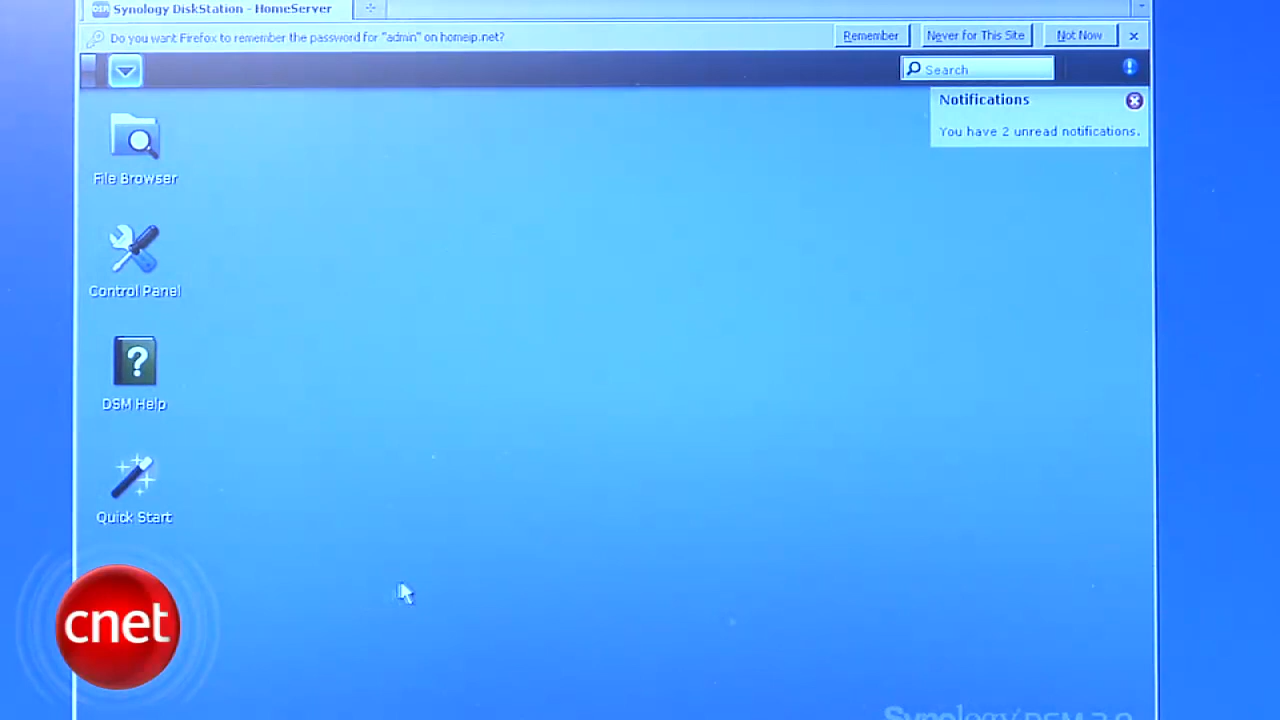 Synology DiskStation - HomeServer
Do you want Firefox to remember the password for "admin" on homeip.net?
Remember
Never for This Site
Not Now
Search
Notifications
You have 2 unread notifications.
File Browser
Control Panel
DSM Help
Quick Start
cnet
Synology DSM